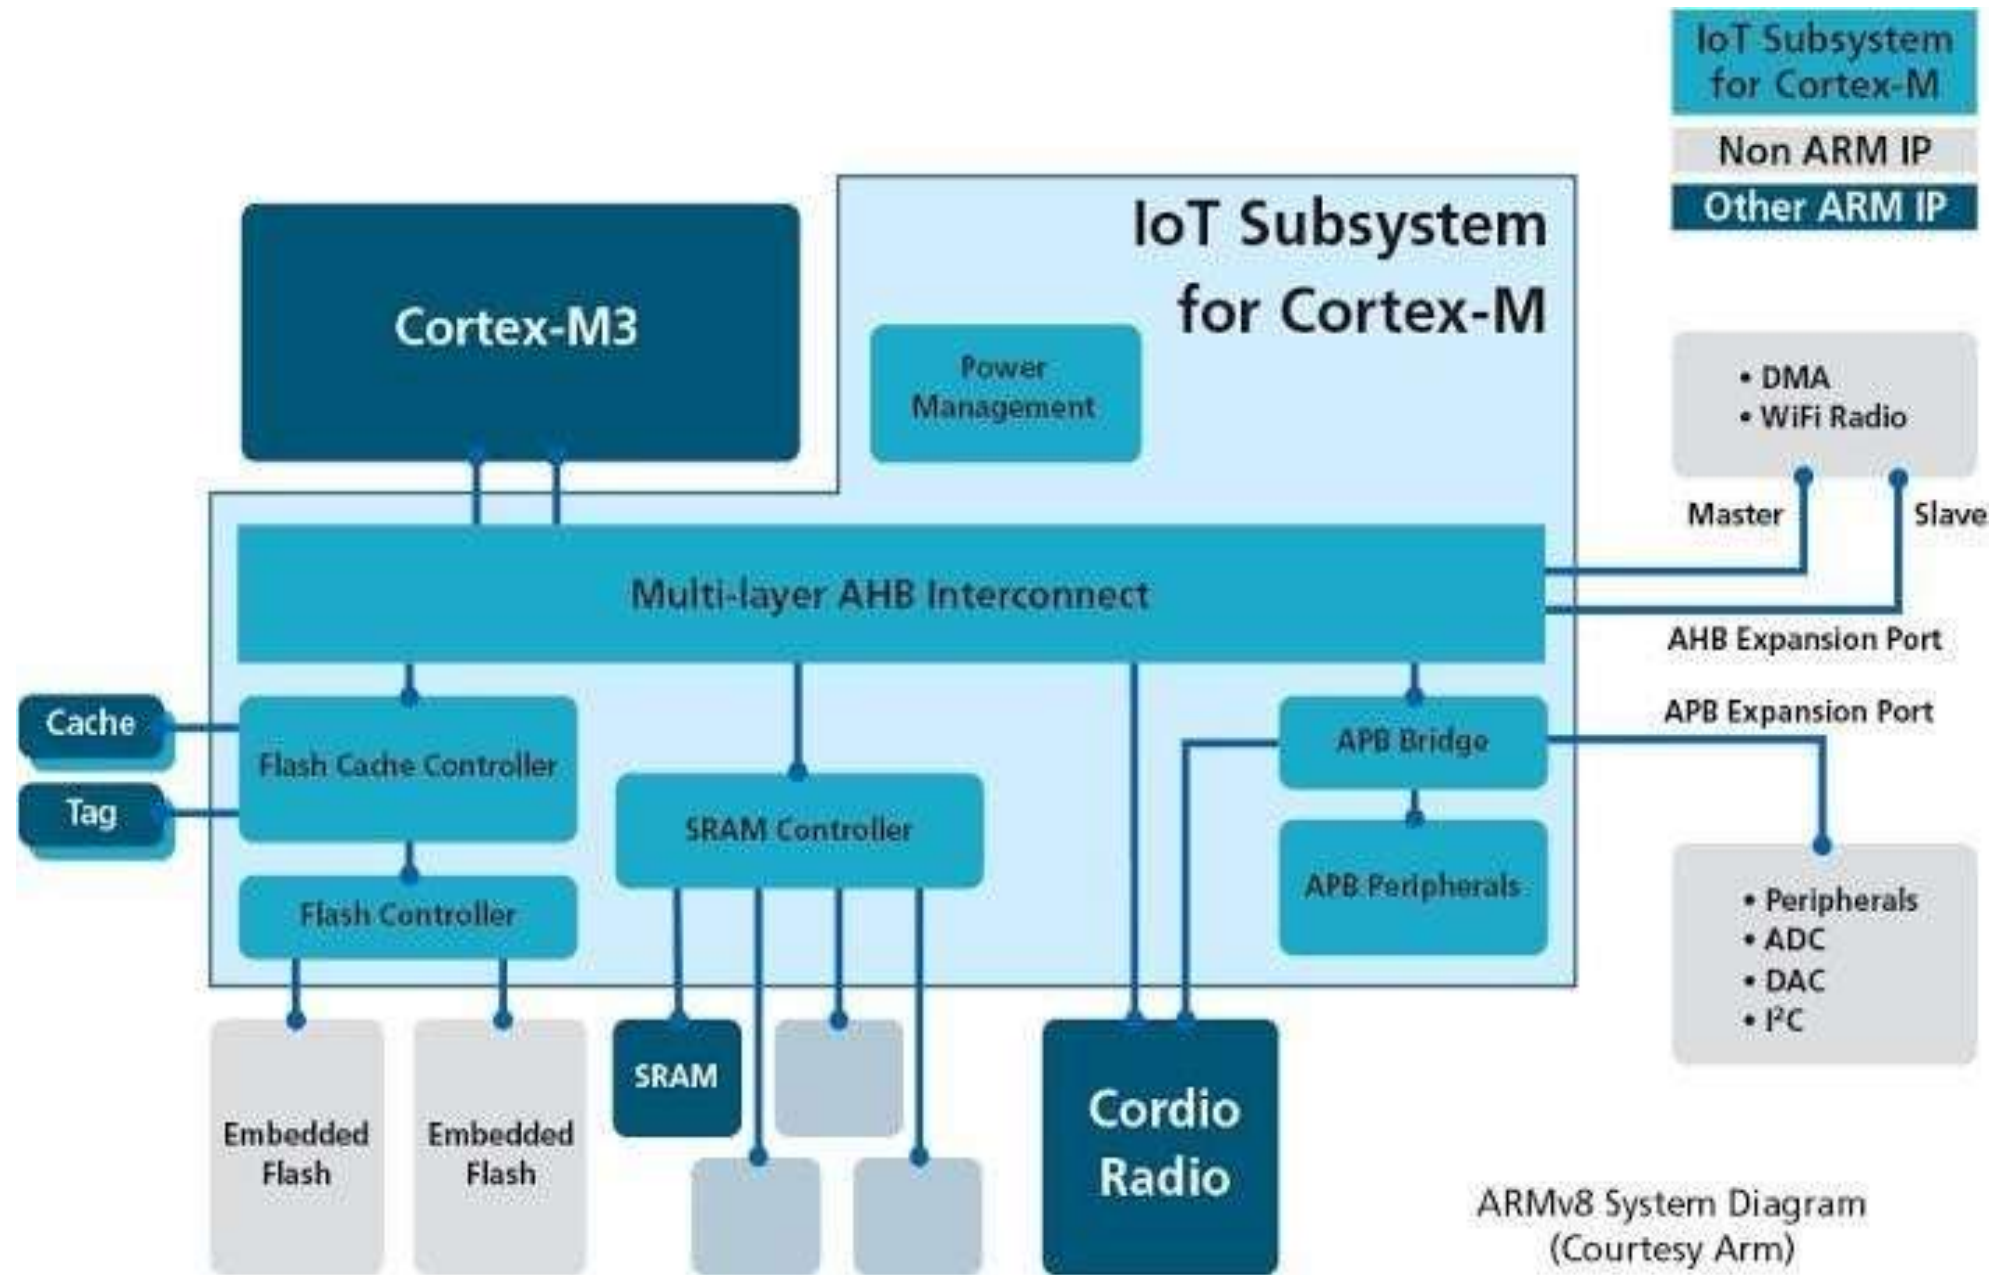 IoT Subsystem
for Cortex-M
Non ARM IP
Other ARM IP
IoT Subsystem
for Cortex-M
Cortex-M3
Power
Management
• DMA
• WiFi Radio
Master
Slave
Multi-layer AHB Interconnect
AHB Expansion Port
Cache
Tag
Flash Cache Controller
Flash Controller
SRAM Controller
APB Bridge
APB Expansion Port
APB Peripherals
• Peripherals
• ADC
• DAC
• I²C
Embedded
Flash
Embedded
Flash
SRAM
Cordio
Radio
ARMv8 System Diagram
(Courtesy Arm)